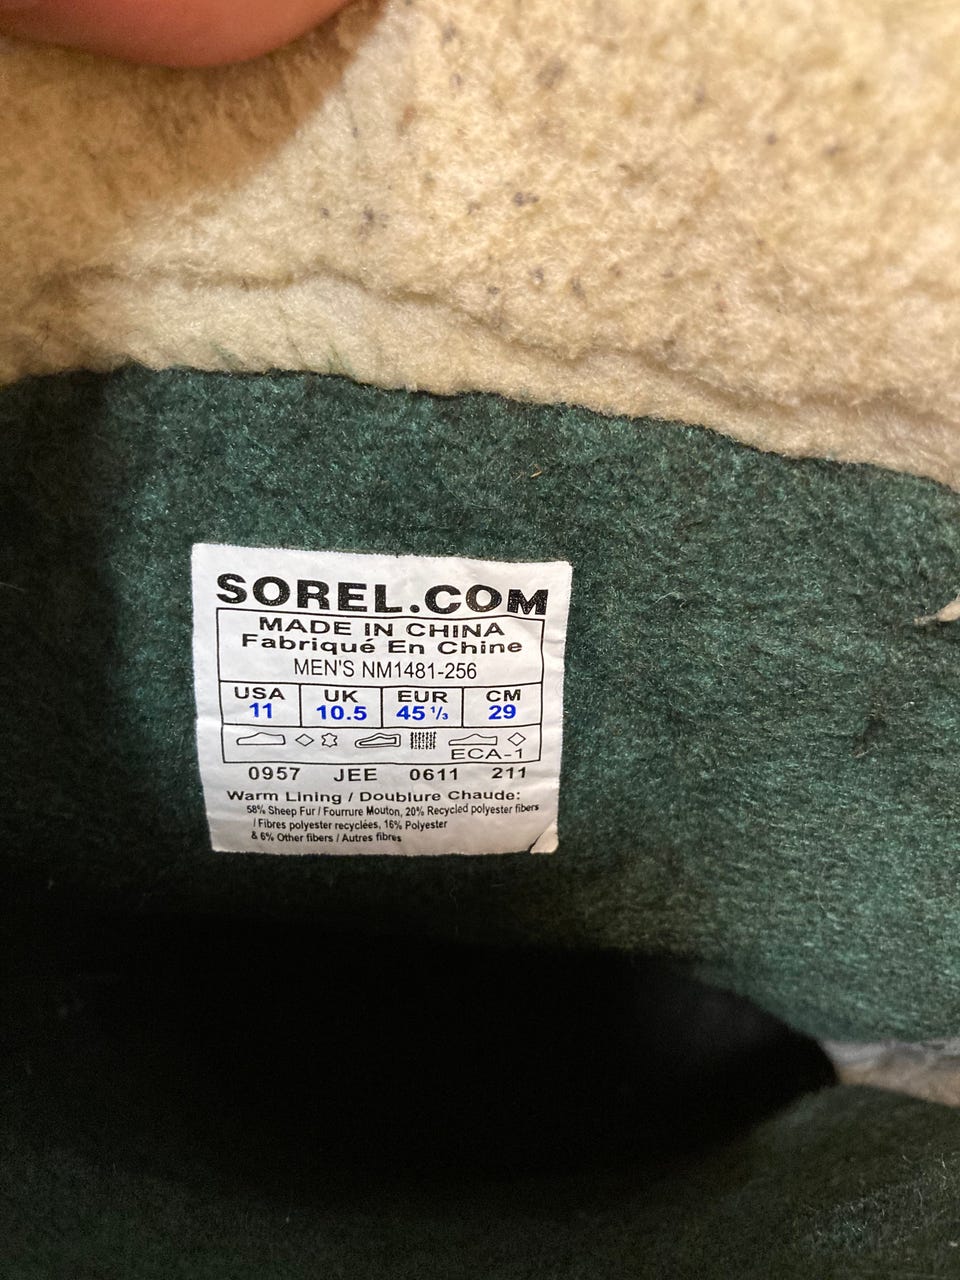 SOREL.COM
MADE IN CHINA
Fabriqué En Chine
MEN'S NM1481-256
USA UK EUR CM
11 10.5 45 1/3 29
ECA-1
0957 JEE 0611 211
Warm Lining / Doublure Chaude:
58% Sheep Fur / Fourrure Mouton, 20% Recycled polyester fibers
/ Fibres polyester recyclées, 16% Polyester
& 6% Other fibers / Autres fibres